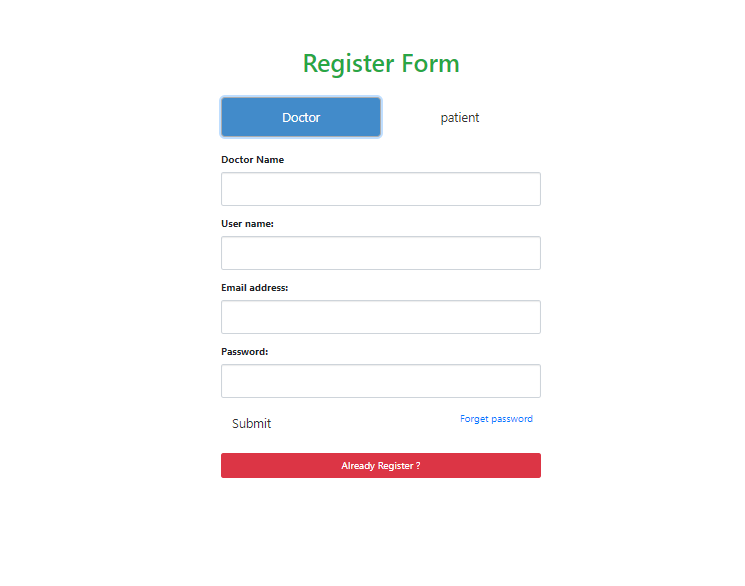 Register Form
Doctor
patient
Doctor Name
User name:
Email address:
Password:
Submit
Forget password
Already Register ?